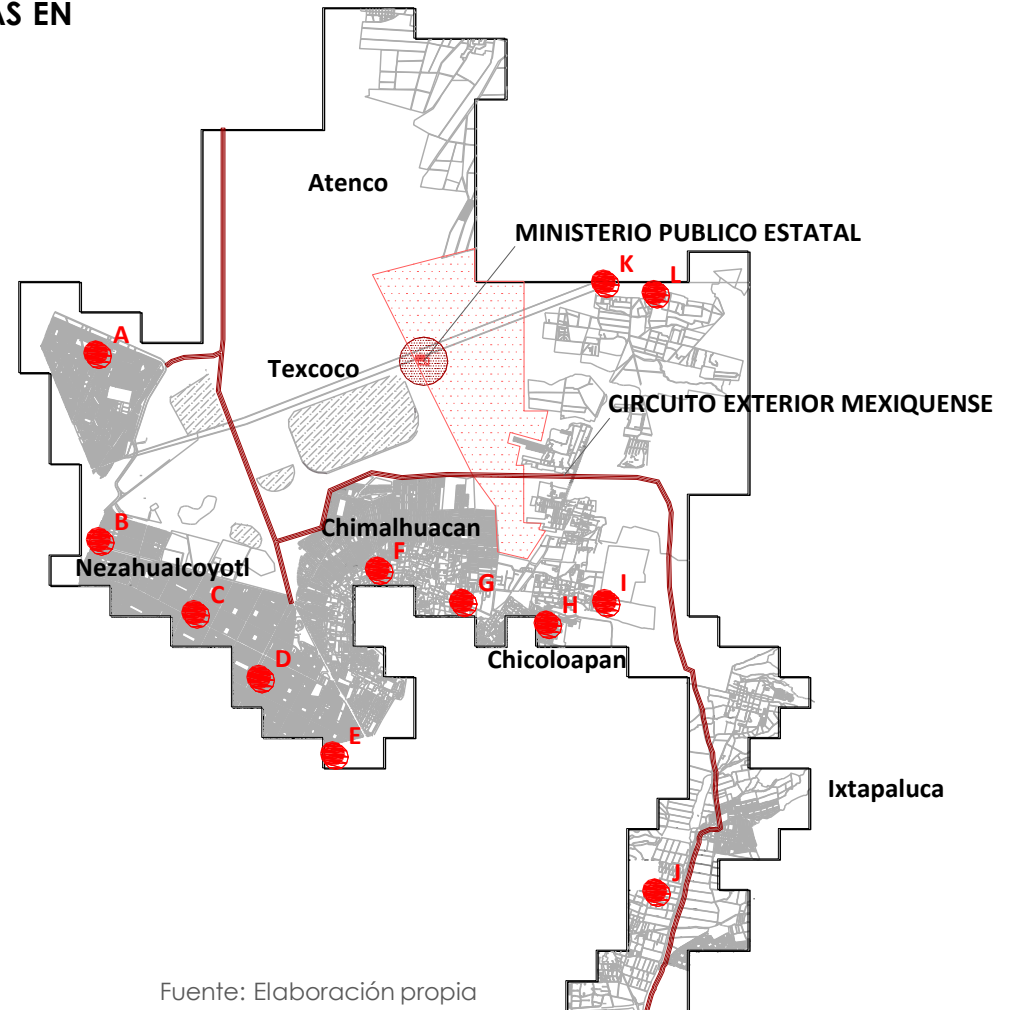 AS EN
Atenco
MINISTERIO PUBLICO ESTATAL
K
L
A
Texcoco
CIRCUITO EXTERIOR MEXIQUENSE
B
Chimalhuacan
F
Nezahualcoyotl
C
G
I
H
D
Chicoloapan
E
Ixtapaluca
J
Fuente: Elaboración propia